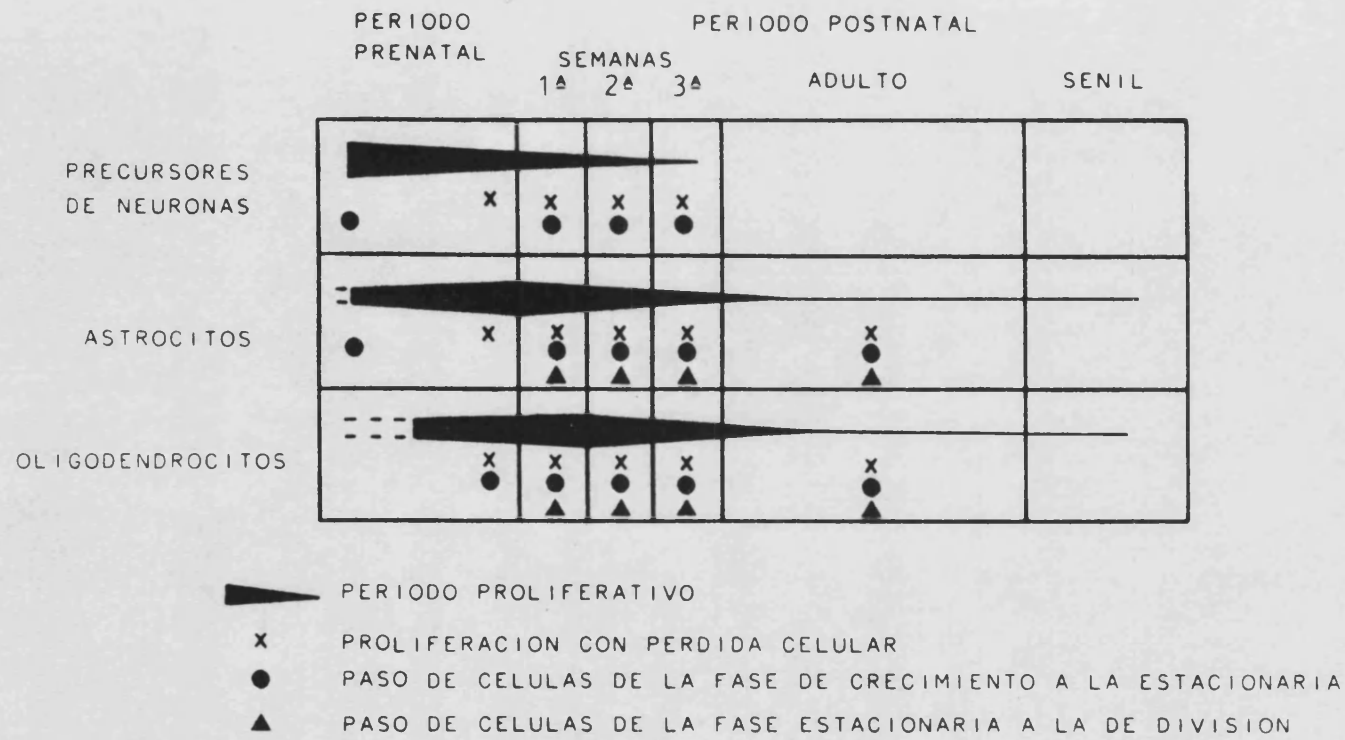 PERIODO PRENATAL
PERIODO POSTNATAL
SEMANAS
1ª 2ª 3ª
ADULTO
SENIL
PRECURSORES
DE NEURONAS
ASTROCITOS
OLIGODENDROCITOS
PERIODO PROLIFERATIVO
x PROLIFERACION CON PERDIDA CELULAR
PASO DE CELULAS DE LA FASE DE CRECIMIENTO A LA ESTACIONARIA
PASO DE CELULAS DE LA FASE ESTACIONARIA A LA DE DIVISION